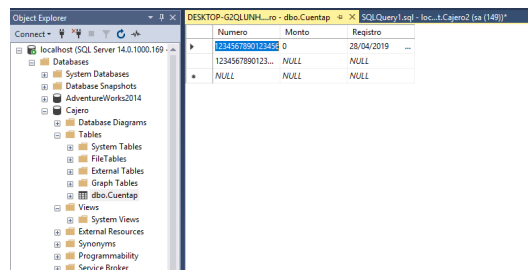 Object Explorer
Connect
localhost (SQL Server 14.0.1000.169 -
Databases
System Databases
Database Snapshots
AdventureWorks2014
Cajero
Database Diagrams
Tables
System Tables
FileTables
External Tables
Graph Tables
dbo.Cuentap
Views
System Views
External Resources
Synonyms
Programmability
Service Broker
DESKTOP-G2QLUNH....ro - dbo.Cuentap
SQLQuery1.sql - loc...t.Cajero2 (sa (149))*
Numero Monto Registro
1234567890123456 0 28/04/2019 ...
1234567890123... NULL NULL
NULL NULL NULL